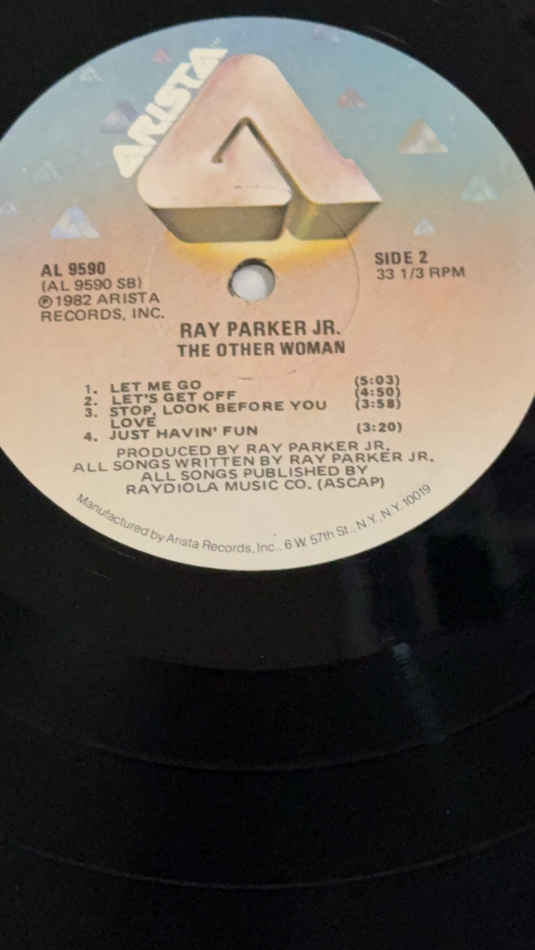 ARISTA
AL 9590
(AL 9590 SB)
℗1982 ARISTA
RECORDS, INC.
SIDE 2
33 1/3 RPM
RAY PARKER JR.
THE OTHER WOMAN
1. LET ME GO (5:03)
2. LET'S GET OFF (4:50)
3. STOP, LOOK BEFORE YOU (3:58)
LOVE
4. JUST HAVIN' FUN (3:20)
PRODUCED BY RAY PARKER JR.
ALL SONGS WRITTEN BY RAY PARKER JR.
ALL SONGS PUBLISHED BY
RAYDIOLA MUSIC CO. (ASCAP)
Manufactured by Arista Records, Inc., 6 W. 57th St., N.Y., N.Y. 10019